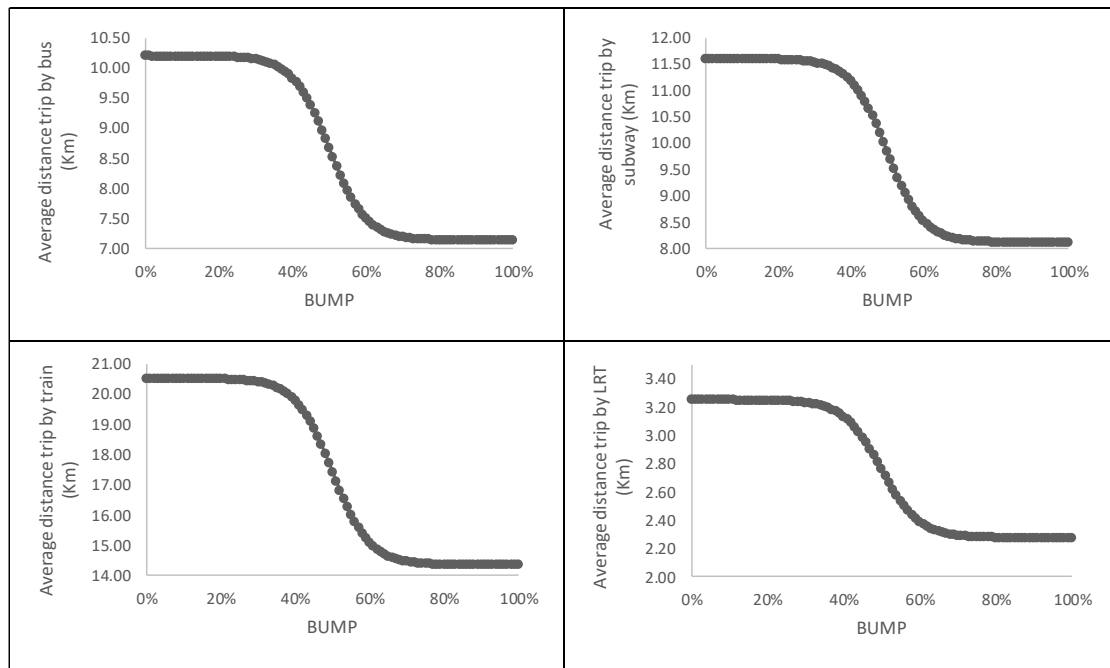 Average distance trip by bus
(Km)
10.50
10.00
9.50
9.00
8.50
8.00
7.50
7.00
0% 20% 40% 60% 80% 100%
BUMP
Average distance trip by
subway (Km)
12.00
11.50
11.00
10.50
10.00
9.50
9.00
8.50
8.00
0% 20% 40% 60% 80% 100%
BUMP
Average distance trip by train
(Km)
21.00
20.00
19.00
18.00
17.00
16.00
15.00
14.00
0% 20% 40% 60% 80% 100%
BUMP
Average distance trip by LRT
(Km)
3.40
3.20
3.00
2.80
2.60
2.40
2.20
2.00
0% 20% 40% 60% 80% 100%
BUMP